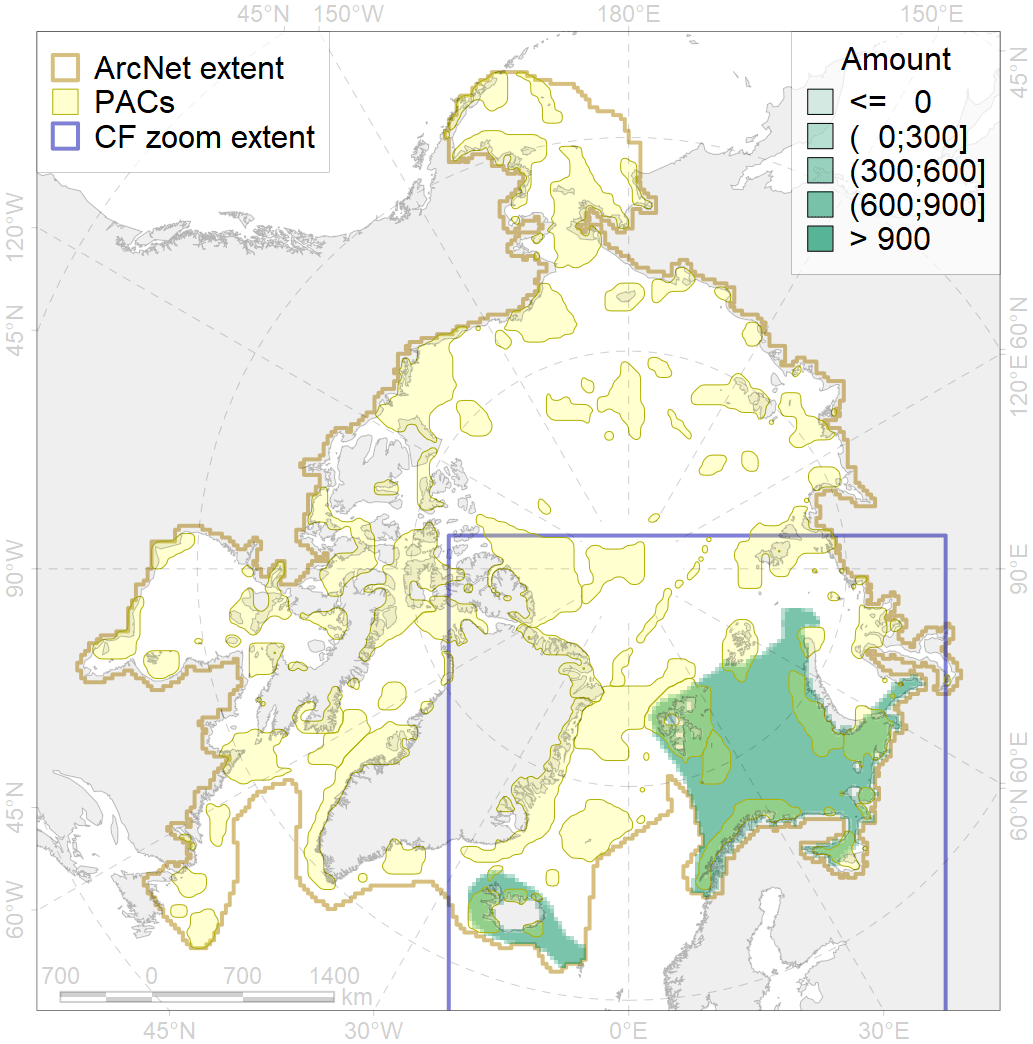 45°N 150°W 180°E 150°E
ArcNet extent
PACs
CF zoom extent
Amount
<= 0
( 0;300]
(300;600]
(600;900]
> 900
45°N
120°W
45°N
90°W
45°N
60°W
60°N
120°E
90°E
60°E
60°N
700 0 700 1400
km
45°N 30°W 0°E 30°E